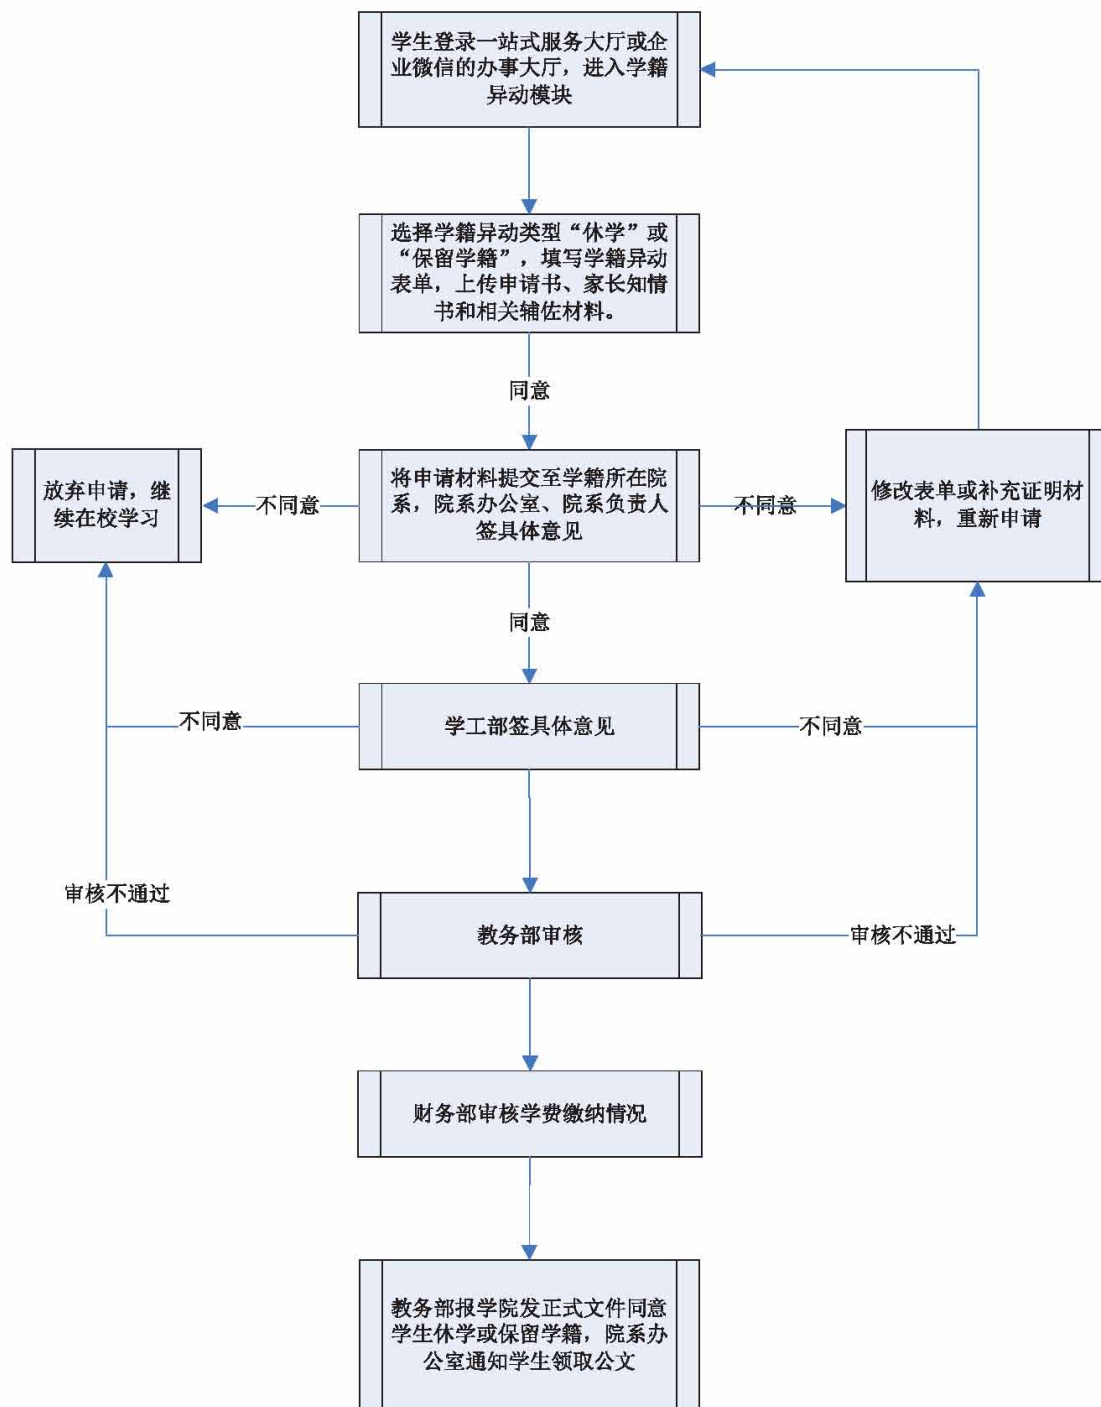 学生登录一站式服务大厅或企
业微信的办事大厅，进入学籍
异动模块
选择学籍异动类型“休学”或
“保留学籍”，填写学籍异动
表单，上传申请书、家长知情
书和相关辅佐材料。
同意
放弃申请，继
续在校学习
不同意
将申请材料提交至学籍所在院
系，院系办公室、院系负责人
签具体意见
不同意
修改表单或补充证明材
料，重新申请
同意
不同意
学工部签具体意见
不同意
审核不通过
教务部审核
审核不通过
财务部审核学费缴纳情况
教务部报学院发正式文件同意
学生休学或保留学籍，院系办
公室通知学生领取公文